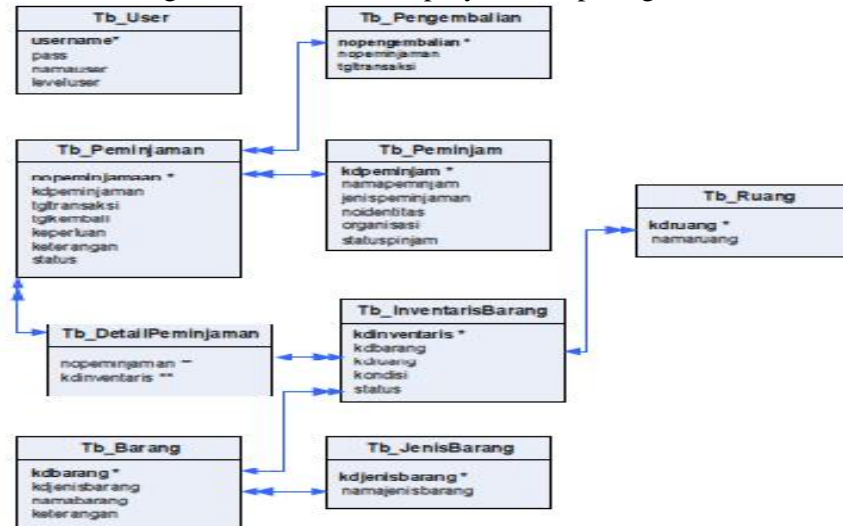 Tb_User
username*
pass
namauser
leveluser
Tb_Pengembalian
nopengembalian *
nopeminjaman
tgltransaksi
Tb_Peminjaman
nopeminjamaan *
kdpeminjaman
tgltransaksi
tglkembali
keperluan
keterangan
status
Tb_Peminjam
kdpeminjam *
namapeminjam
jenispeminjaman
noidentitas
organisasi
statuspinjam
Tb_Ruang
kdruang *
namaruang
Tb_DetailPeminjaman
nopeminjaman **
kdinventaris **
Tb_InventarisBarang
kdinventaris *
kdbarang
kdruang
kondisi
status
Tb_Barang
kdbarang *
kdjenisbarang
namabarang
keterangan
Tb_JenisBarang
kdjenisbarang *
namajenisbarang